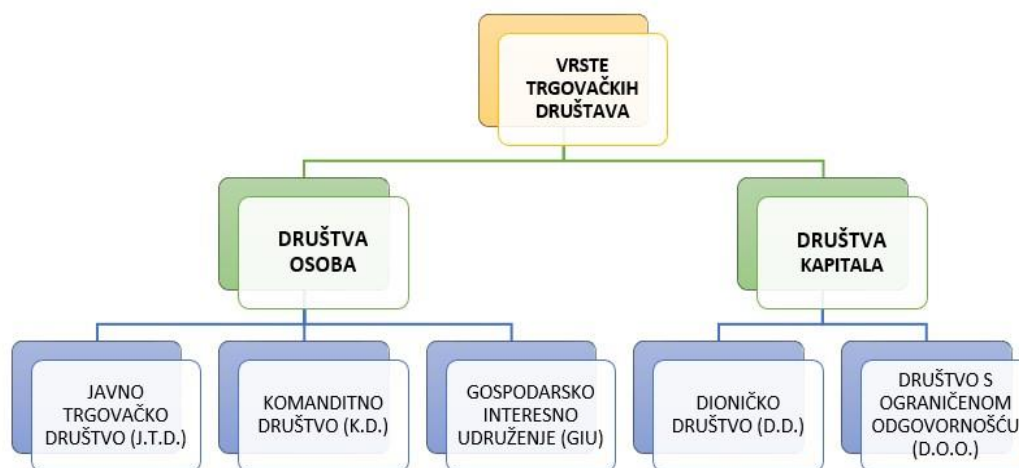 VRSTE
TRGOVAČKIH
DRUŠTAVA
DRUŠTVA
OSOBA
DRUŠTVA
KAPITALA
JAVNO
TRGOVAČKO
DRUŠTVO (J.T.D.)
KOMANDITNO
DRUŠTVO (K.D.)
GOSPODARSKO
INTERESNO
UDRUŽENJE (GIU)
DIONIČKO
DRUŠTVO (D.D.)
DRUŠTVO S
OGRANIČENOM
ODGOVORNOŠĆU
(D.O.O.)